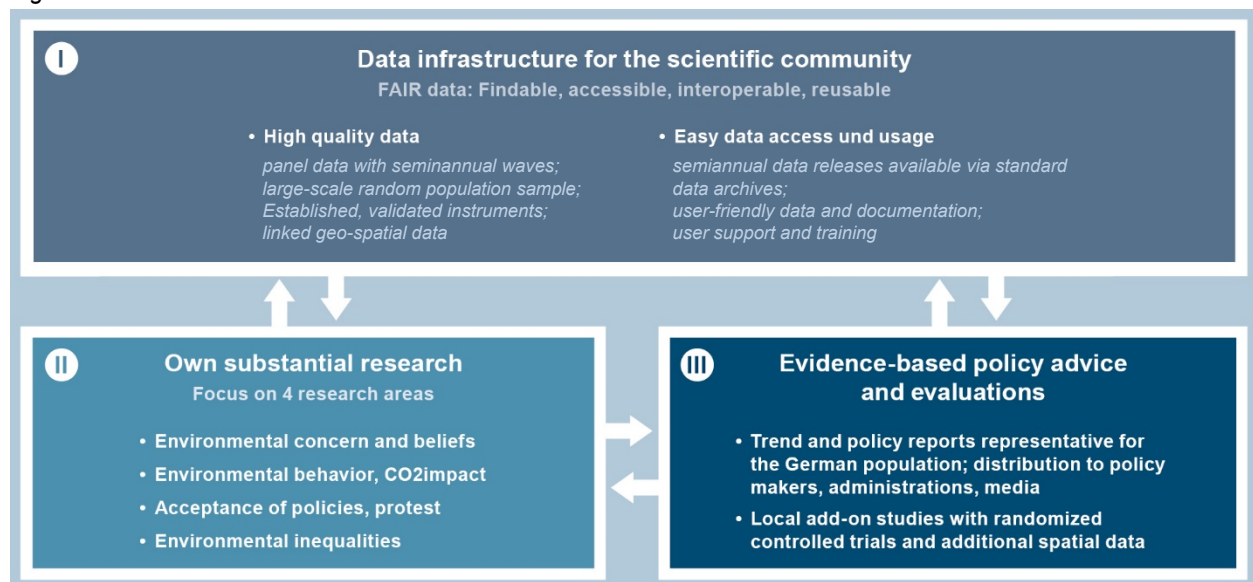 I
Data infrastructure for the scientific community
FAIR data: Findable, accessible, interoperable, reusable
• High quality data
panel data with seminannual waves;
large-scale random population sample;
Established, validated instruments;
linked geo-spatial data
• Easy data access und usage
semiannual data releases available via standard
data archives;
user-friendly data and documentation;
user support and training
II
Own substantial research
Focus on 4 research areas
• Environmental concern and beliefs
• Environmental behavior, CO2impact
• Acceptance of policies, protest
• Environmental inequalities
III
Evidence-based policy advice
and evaluations
• Trend and policy reports representative for
the German population; distribution to policy
makers, administrations, media
• Local add-on studies with randomized
controlled trials and additional spatial data